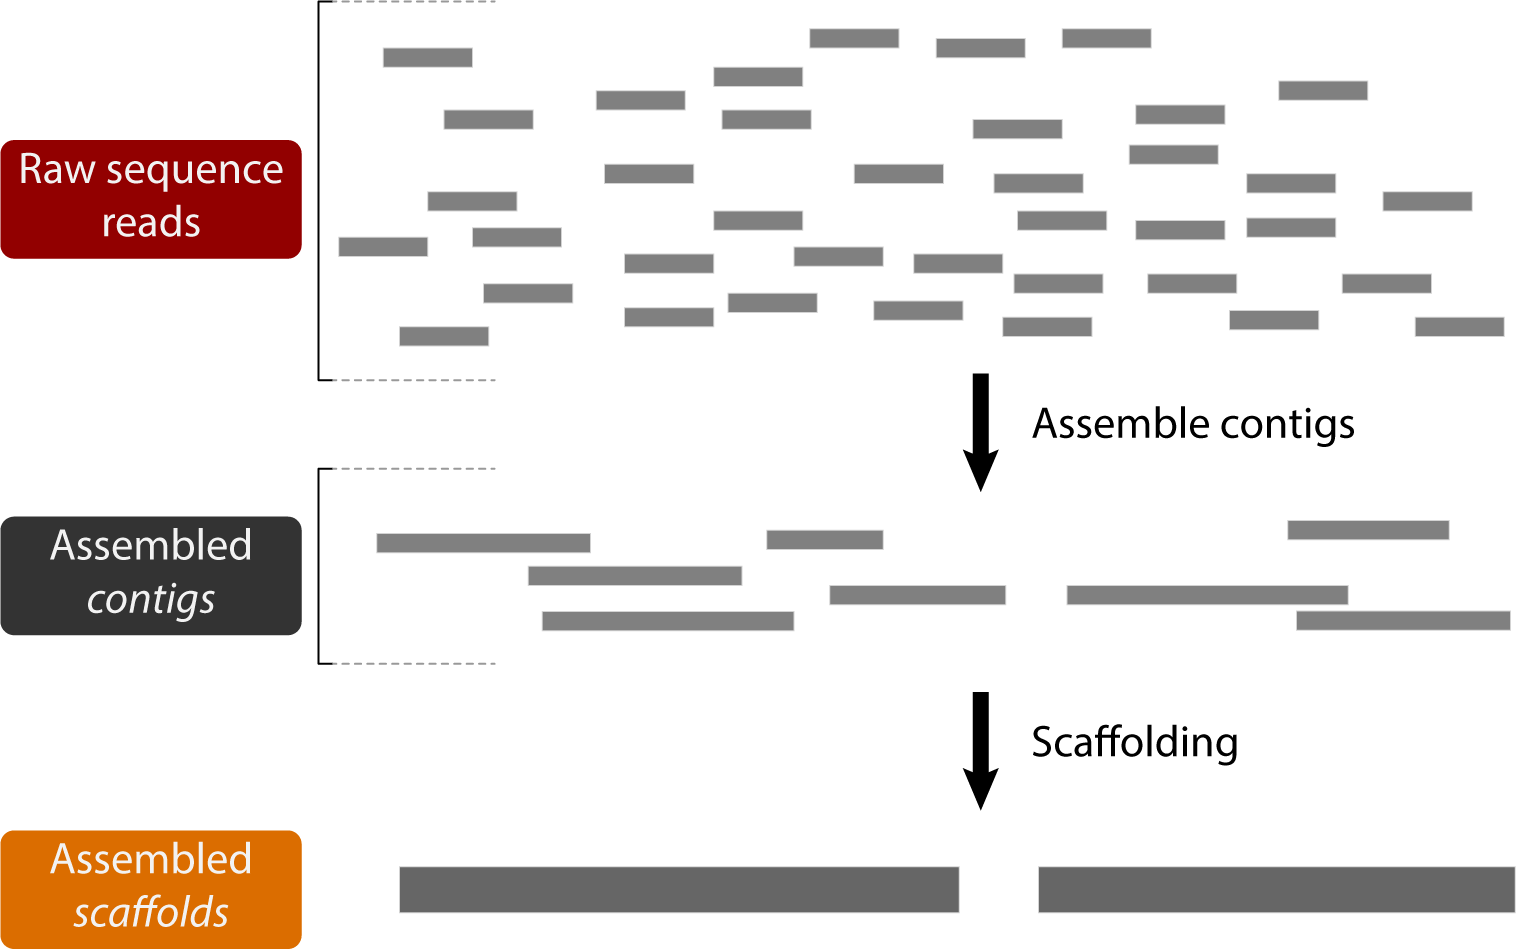 Raw sequence
reads
Assemble contigs
Assembled
contigs
Scaffolding
Assembled
scaffolds